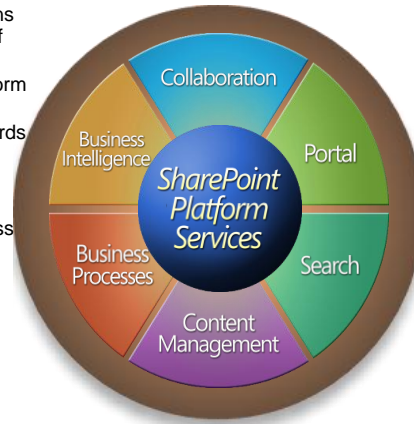 Collaboration
Portal
Search
Content
Management
Business
Processes
Business
Intelligence
SharePoint
Platform
Services